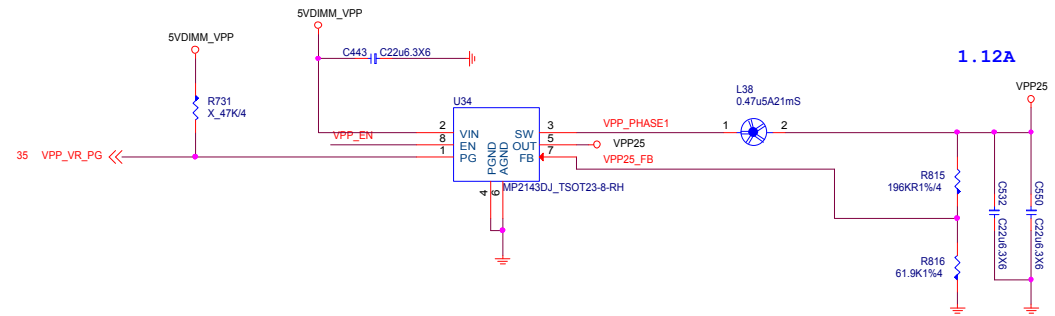 5VDIMM_VPP
5VDIMM_VPP
C443 C22u6.3X6
1.12A
VPP25
R731
X_47K/4
U34
L38
0.47u5A21mS
VPP_EN
2 VIN
8 EN
1 PG
SW 3
OUT 5
FB 7
PGND
AGND
4
6
VPP_PHASE1
1
2
VPP25
VPP25_FB
35 VPP_VR_PG
MP2143DJ_TSOT23-8-RH
R815
196KR1%/4
C532
C22u6.3X6
C550
C22u6.3X6
R816
61.9K1%4